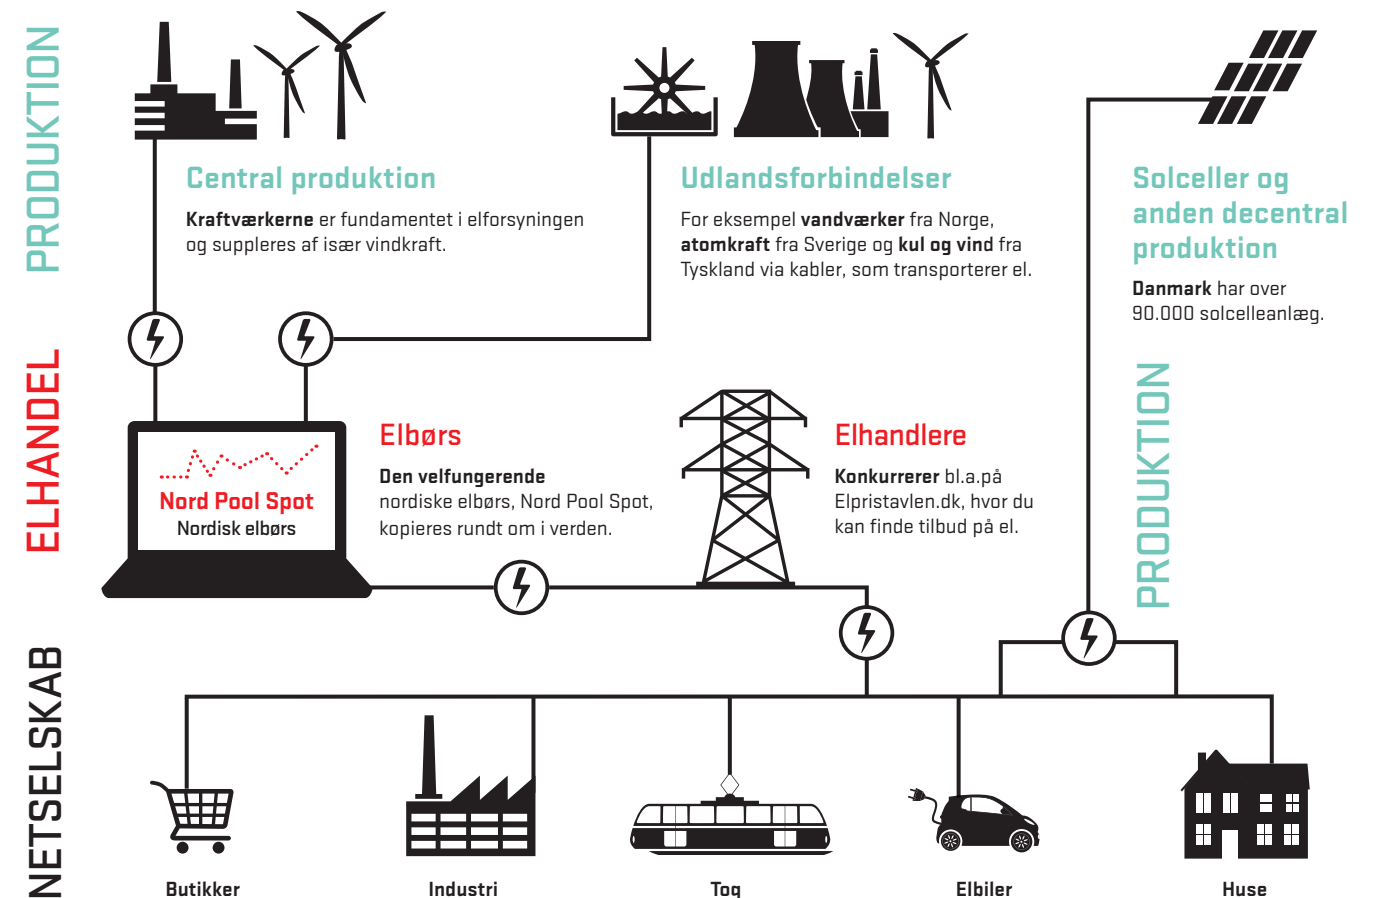 PRODUKTION
Central produktion
Kraftværkerne er fundamentet i elforsyningen
og suppleres af især vindkraft.
Udlandsforbindelser
For eksempel vandværker fra Norge,
atomkraft fra Sverige og kul og vind fra
Tyskland via kabler, som transporterer el.
Solceller og
anden decentral
produktion
Danmark har over
90.000 solcelleanlæg.
PRODUKTION
ELHANDEL
Nord Pool Spot
Nordisk elbørs
Elbørs
Den velfungerende
nordiske elbørs, Nord Pool Spot,
kopieres rundt om i verden.
Elhandlere
Konkurrerer bl.a.på
Elpristavlen.dk, hvor du
kan finde tilbud på el.
NETSELSKAB
Butikker
Industri
Tog
Elbiler
Huse